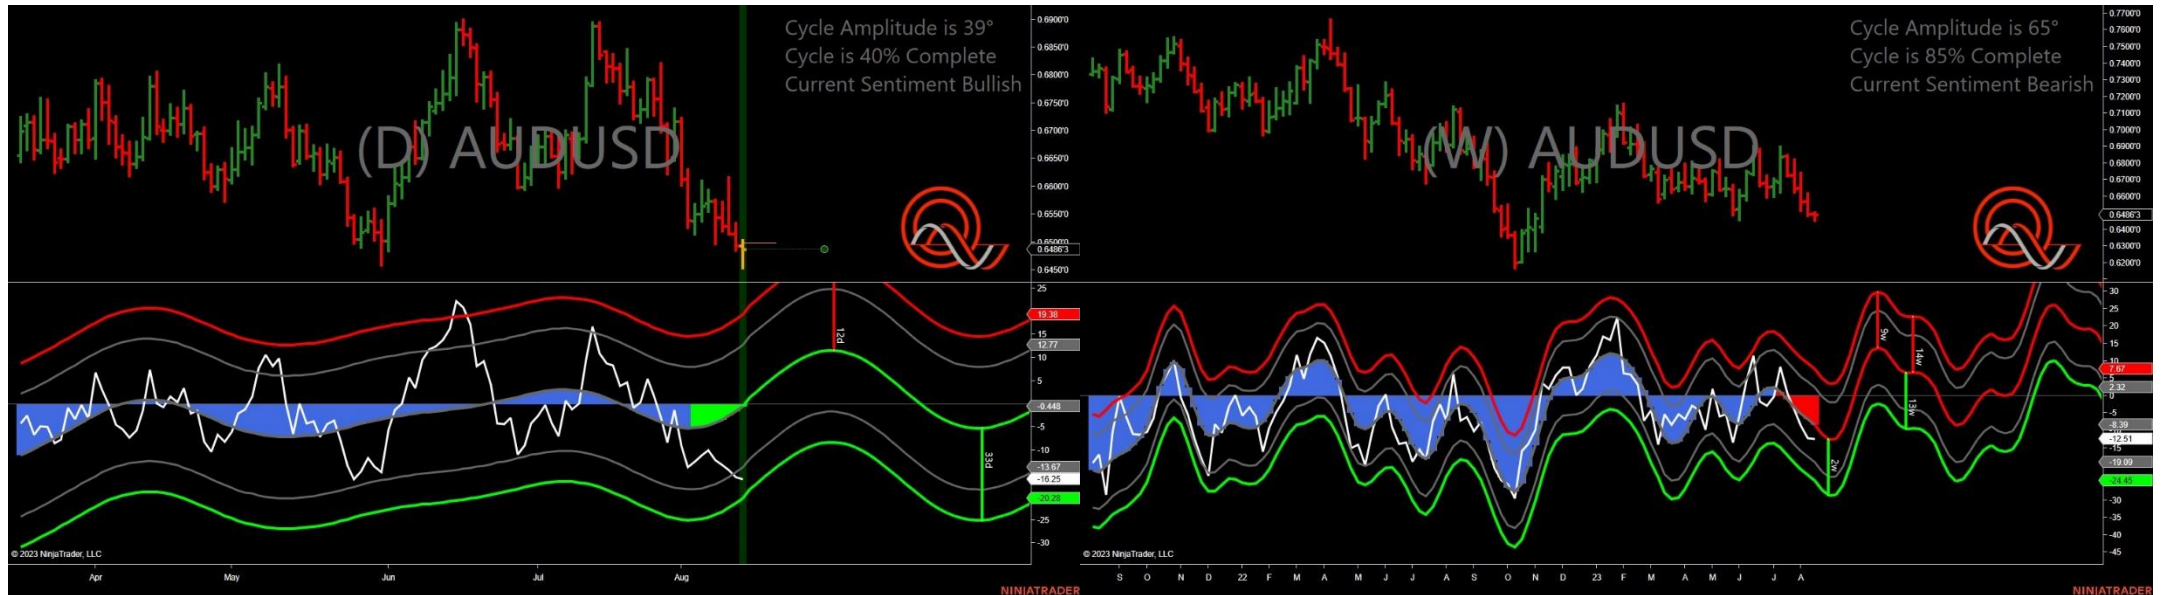 Cycle Amplitude is 39°
Cycle is 40% Complete
Current Sentiment Bullish
(D) AUDUSD
0.6900'0
0.6850'0
0.6800'0
0.6750'0
0.6700'0
0.6650'0
0.6600'0
0.6550'0
0.6500'0
0.6486'3
0.6450'0
25
19.38
15
12.77
10
5
-0.448
-5
-10
-13.67
-16.25
-20.28
-25
-30
12d
33d
© 2023 NinjaTrader, LLC
Apr May Jun Jul Aug
NINJATRADER
Cycle Amplitude is 65°
Cycle is 85% Complete
Current Sentiment Bearish
(W) AUDUSD
0.7700'0
0.7600'0
0.7500'0
0.7400'0
0.7300'0
0.7200'0
0.7100'0
0.7000'0
0.6900'0
0.6800'0
0.6700'0
0.6600'0
0.6486'3
0.6400'0
0.6300'0
0.6200'0
30
25
20
15
10
7.67
5
2.32
0
-5
-8.39
-12.51
-19.09
-24.45
-30
-35
-40
-45
9w
14w
13w
2w
© 2023 NinjaTrader, LLC
S O N D 22 F M A M J J A S O N D 23 F M A M J J A
NINJATRADER